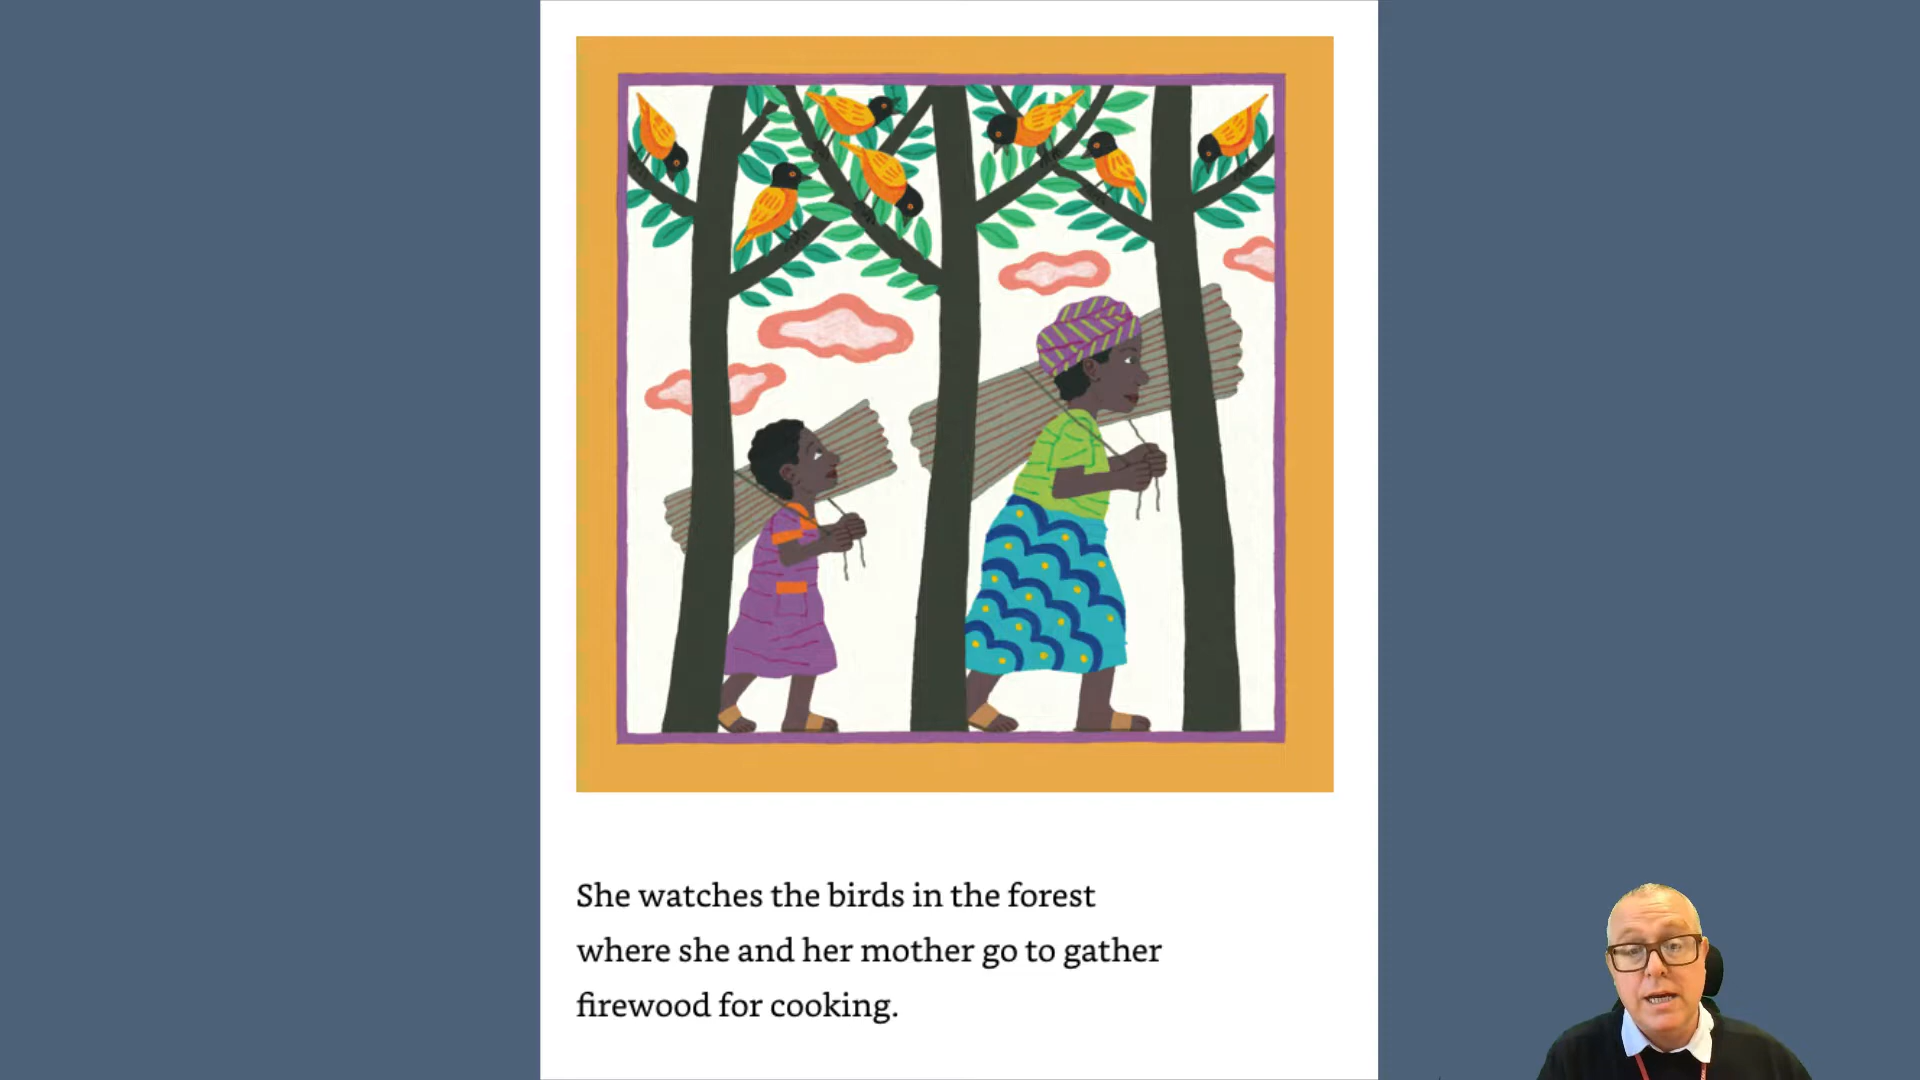 She watches the birds in the forest
where she and her mother go to gather
firewood for cooking.